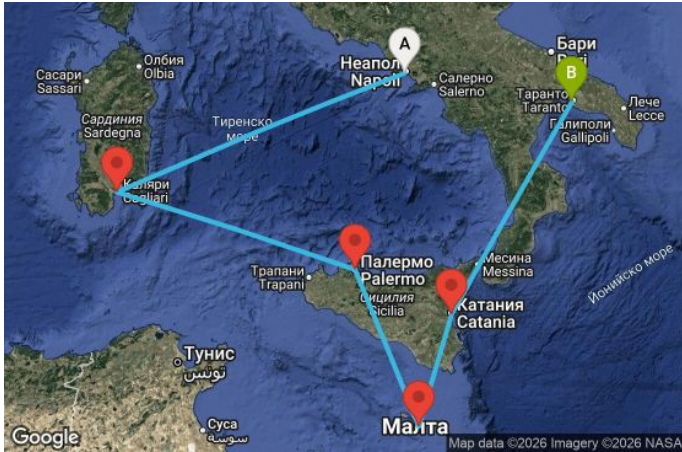 A
Неапол
Napoli
Бари
Bari
B
Олбия
Olbia
Сасари
Sassari
Салерно
Salerno
Таранто
Taranto
Лече
Lecce
Галиполи
Gallipoli
Сардиния
Sardegna
Тиренско
море
Каляри
Cagliari
Палермо
Palermo
Трапани
Trapani
Сицилия
Sicilia
Месина
Messina
Катания
Catania
Йонийско море
Тунис
تونس
Суса
سوسة
Малта
Google
Map data ©2026 Imagery ©2026 NASA